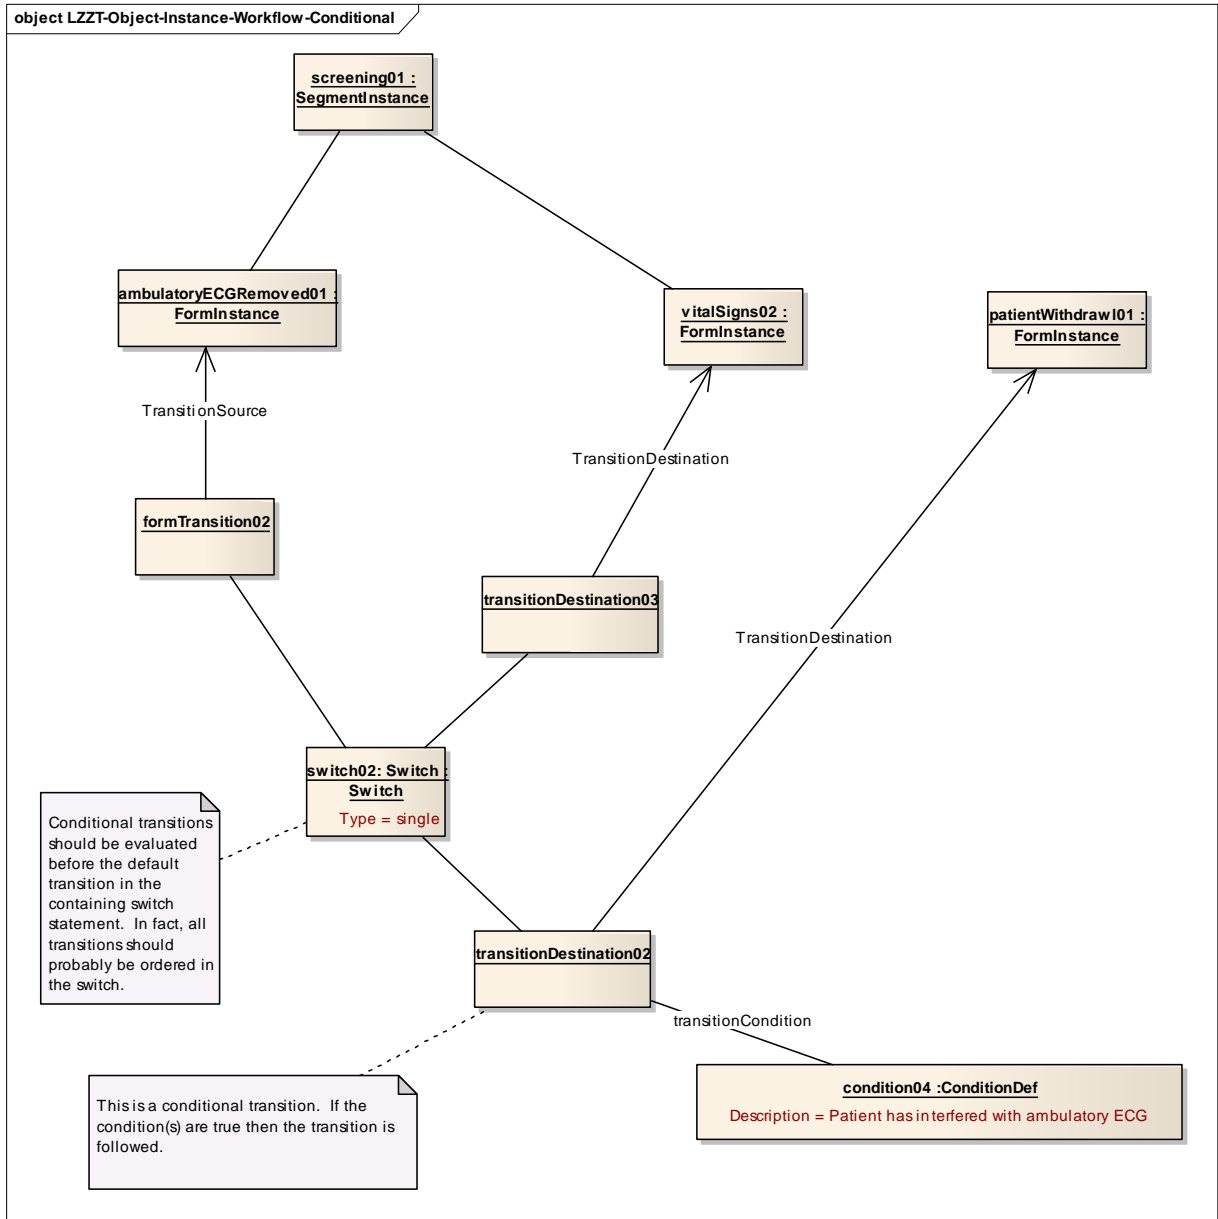 object LZZT-Object-Instance-Workflow-Conditional
screening01 :
SegmentInstance
ambulatoryECGRemoved01 :
FormInstance
vitalSigns02 :
FormInstance
patientWithdrawl01 :
FormInstance
TransitionSource
TransitionDestination
formTransition02
transitionDestination03
TransitionDestination
switch02: Switch :
Switch
Type = single
Conditional transitions
should be evaluated
before the default
transition in the
containing switch
statement.  In fact, all
transitions should
probably be ordered in
the switch.
transitionDestination02
transitionCondition
condition04 :ConditionDef
Description = Patient has interfered with ambulatory ECG
This is a conditional transition.  If the
condition(s) are true then the transition is
followed.